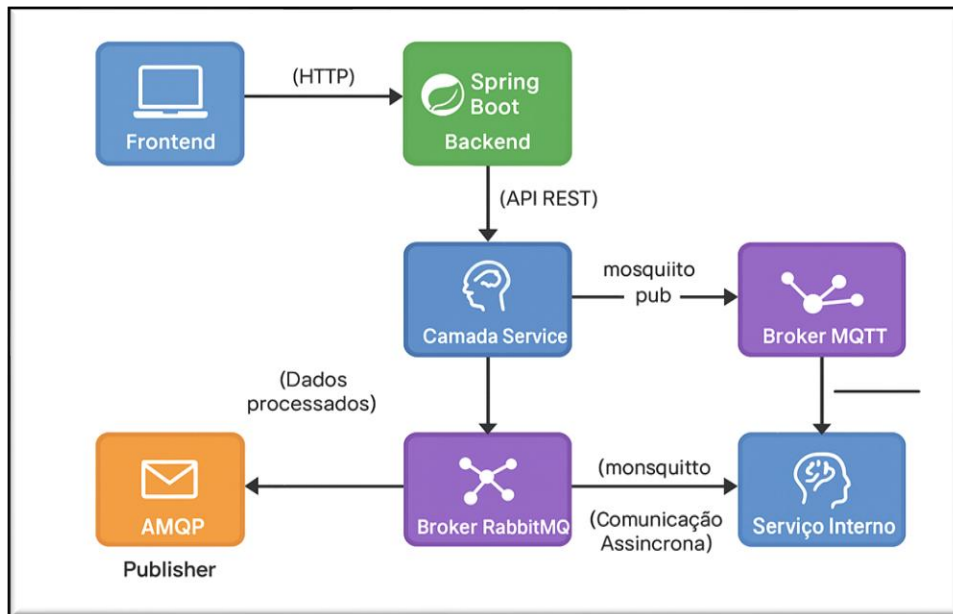 (HTTP)
Spring
Boot
Frontend
Backend
(API REST)
mosquiito
pub
Camada Service
Broker MQTT
(Dados
processados)
(monsquitto
AMQP
Broker RabbitMQ
(Comunicação
Assincrona)
Serviço Interno
Publisher